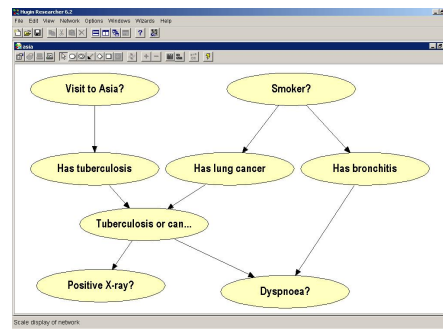 Hugin Researcher 6.2
File Edit View Network Options Windows Wizards Help
asia
Visit to Asia?
Smoker?
Has tuberculosis
Has lung cancer
Has bronchitis
Tuberculosis or can...
Positive X-ray?
Dyspnoea?
Scale display of network